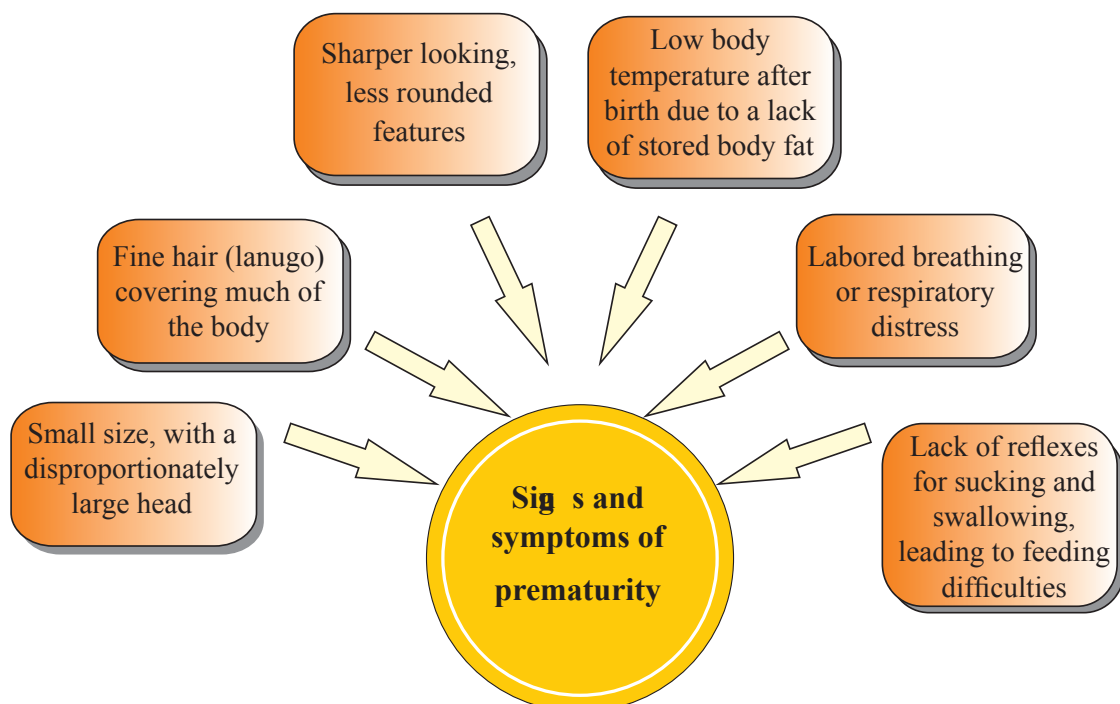 Sharper looking,
less rounded
features
Low body
temperature after
birth due to a lack
of stored body fat
Fine hair (lanugo)
covering much of
the body
Labored breathing
or respiratory
distress
Small size, with a
disproportionately
large head
Lack of reflexes
for sucking and
swallowing,
leading to feeding
difficulties
Signs and
symptoms of
prematurity